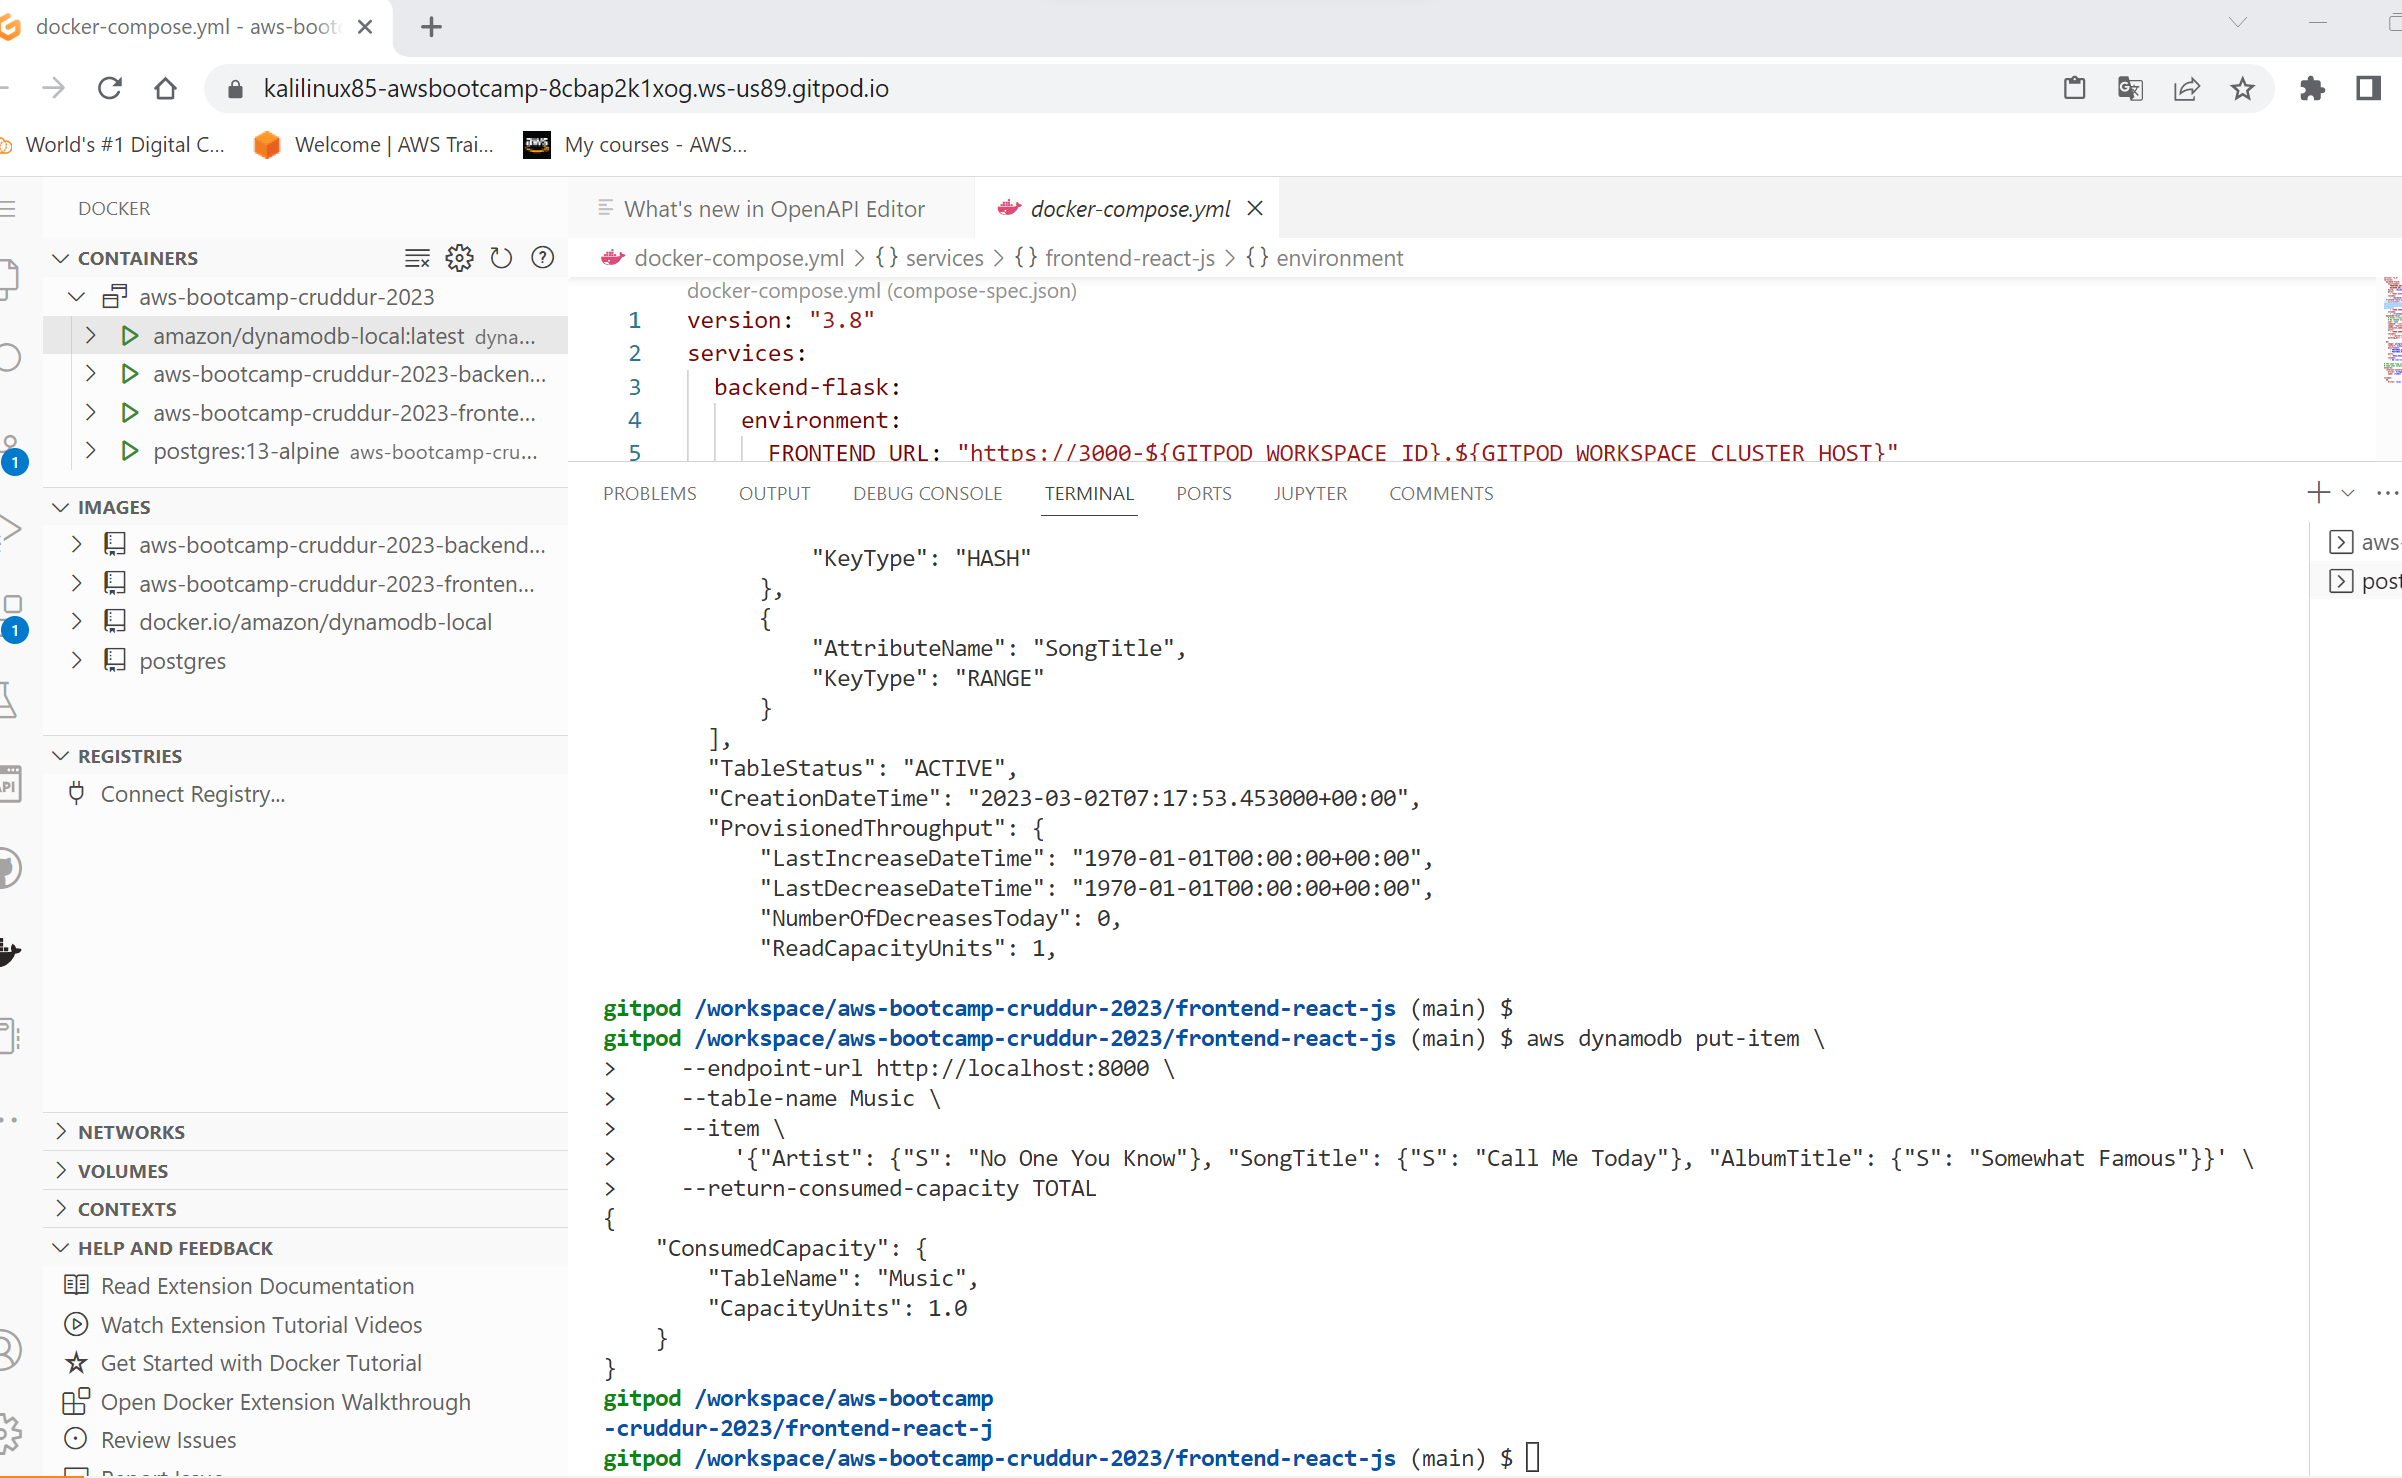 docker-compose.yml - aws-boot
kalilinux85-awsbootcamp-8cbap2k1xog.ws-us89.gitpod.io
World's #1 Digital C...
Welcome | AWS Trai...
My courses - AWS...
DOCKER
CONTAINERS
aws-bootcamp-cruddur-2023
amazon/dynamodb-local:latest dyna...
aws-bootcamp-cruddur-2023-backen...
aws-bootcamp-cruddur-2023-fronte...
postgres:13-alpine aws-bootcamp-cru...
1
IMAGES
aws-bootcamp-cruddur-2023-backend...
aws-bootcamp-cruddur-2023-fronten...
docker.io/amazon/dynamodb-local
postgres
1
REGISTRIES
Connect Registry...
API
NETWORKS
VOLUMES
CONTEXTS
HELP AND FEEDBACK
Read Extension Documentation
Watch Extension Tutorial Videos
Get Started with Docker Tutorial
Open Docker Extension Walkthrough
Review Issues
Report Issue
What's new in OpenAPI Editor
docker-compose.yml
docker-compose.yml > {} services > {} frontend-react-js > {} environment
docker-compose.yml (compose-spec.json)
1 version: "3.8"
2 services:
3 backend-flask:
4 environment:
5 FRONTEND_URL: "https://3000-${GITPOD_WORKSPACE_ID}.${GITPOD_WORKSPACE_CLUSTER_HOST}"
PROBLEMS OUTPUT DEBUG CONSOLE TERMINAL PORTS JUPYTER COMMENTS
aws-
post
"KeyType": "HASH"
},
{
"AttributeName": "SongTitle",
"KeyType": "RANGE"
}
],
"TableStatus": "ACTIVE",
"CreationDateTime": "2023-03-02T07:17:53.453000+00:00",
"ProvisionedThroughput": {
"LastIncreaseDateTime": "1970-01-01T00:00:00+00:00",
"LastDecreaseDateTime": "1970-01-01T00:00:00+00:00",
"NumberOfDecreasesToday": 0,
"ReadCapacityUnits": 1,
gitpod /workspace/aws-bootcamp-cruddur-2023/frontend-react-js (main) $
gitpod /workspace/aws-bootcamp-cruddur-2023/frontend-react-js (main) $ aws dynamodb put-item \
> --endpoint-url http://localhost:8000 \
> --table-name Music \
> --item \
> '{"Artist": {"S": "No One You Know"}, "SongTitle": {"S": "Call Me Today"}, "AlbumTitle": {"S": "Somewhat Famous"}}' \
> --return-consumed-capacity TOTAL
{
"ConsumedCapacity": {
"TableName": "Music",
"CapacityUnits": 1.0
}
}
gitpod /workspace/aws-bootcamp
-cruddur-2023/frontend-react-j
gitpod /workspace/aws-bootcamp-cruddur-2023/frontend-react-js (main) $